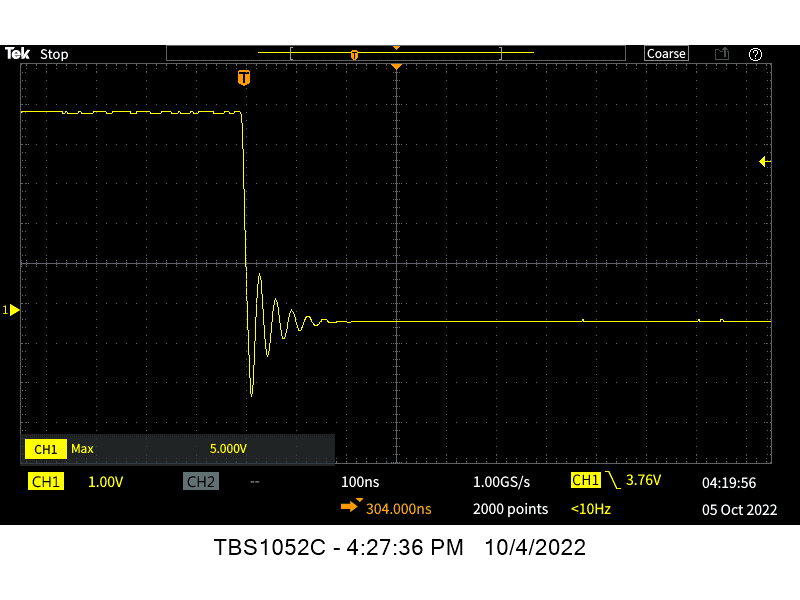 Tek Stop Coarse ?
T
T
1
CH1 Max 5.000V
CH1 1.00V CH2 -- 100ns 1.00GS/s CH1 3.76V 04:19:56
304.000ns 2000 points <10Hz 05 Oct 2022
TBS1052C - 4:27:36 PM 10/4/2022